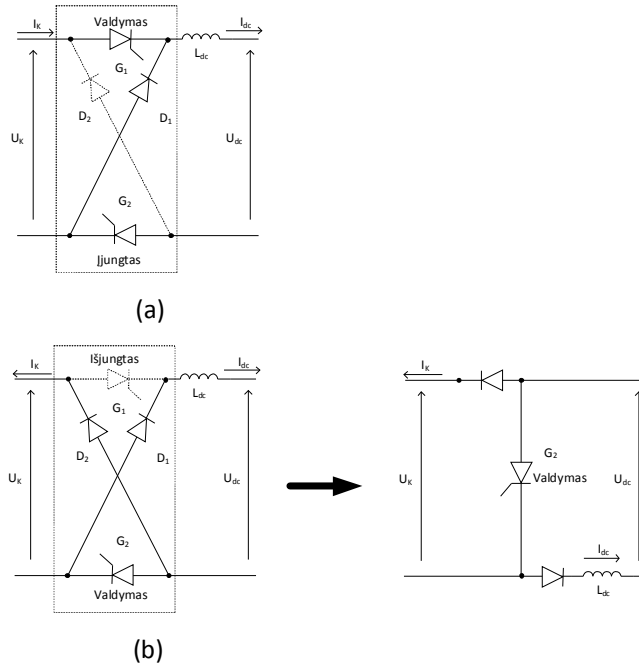 I_K
Valdymas
I_dc
G_1
L_dc
D_2
D_1
U_K
U_dc
G_2
Įjungtas
(a)
I_K
Išjungtas
I_dc
G_1
L_dc
D_2
D_1
U_K
U_dc
G_2
Valdymas
(b)
I_K
G_2
Valdymas
U_K
U_dc
I_dc
L_dc